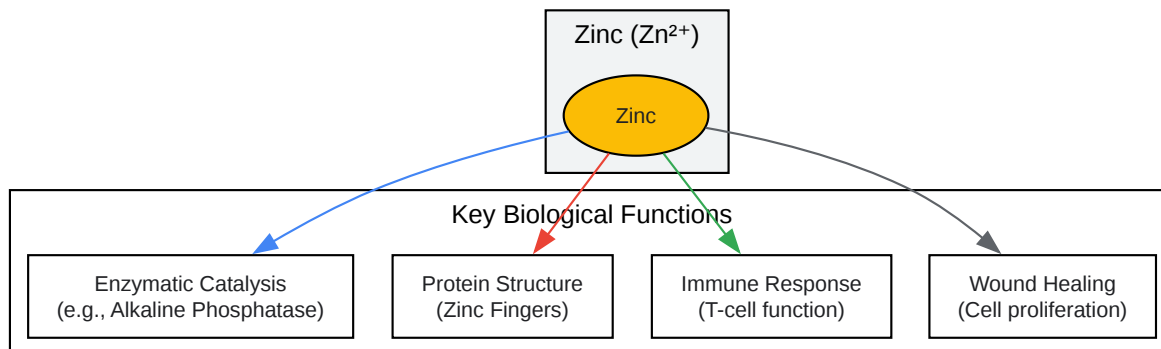 Zinc (Zn²⁺)
Zinc
Key Biological Functions
Enzymatic Catalysis
(e.g., Alkaline Phosphatase)
Protein Structure
(Zinc Fingers)
Immune Response
(T-cell function)
Wound Healing
(Cell proliferation)